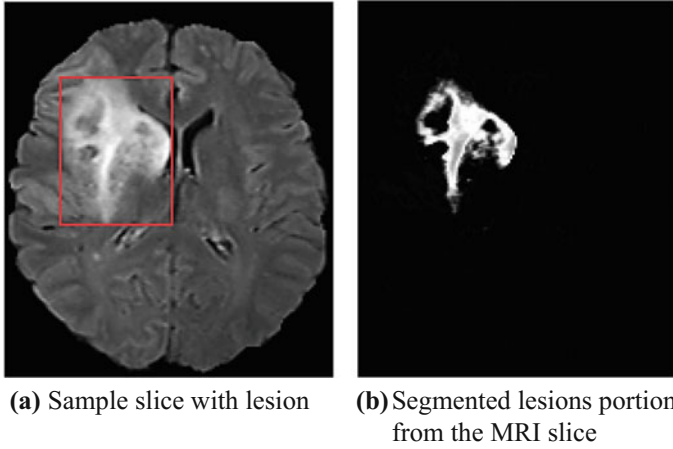 (a) Sample slice with lesion
(b) Segmented lesions portion
from the MRI slice